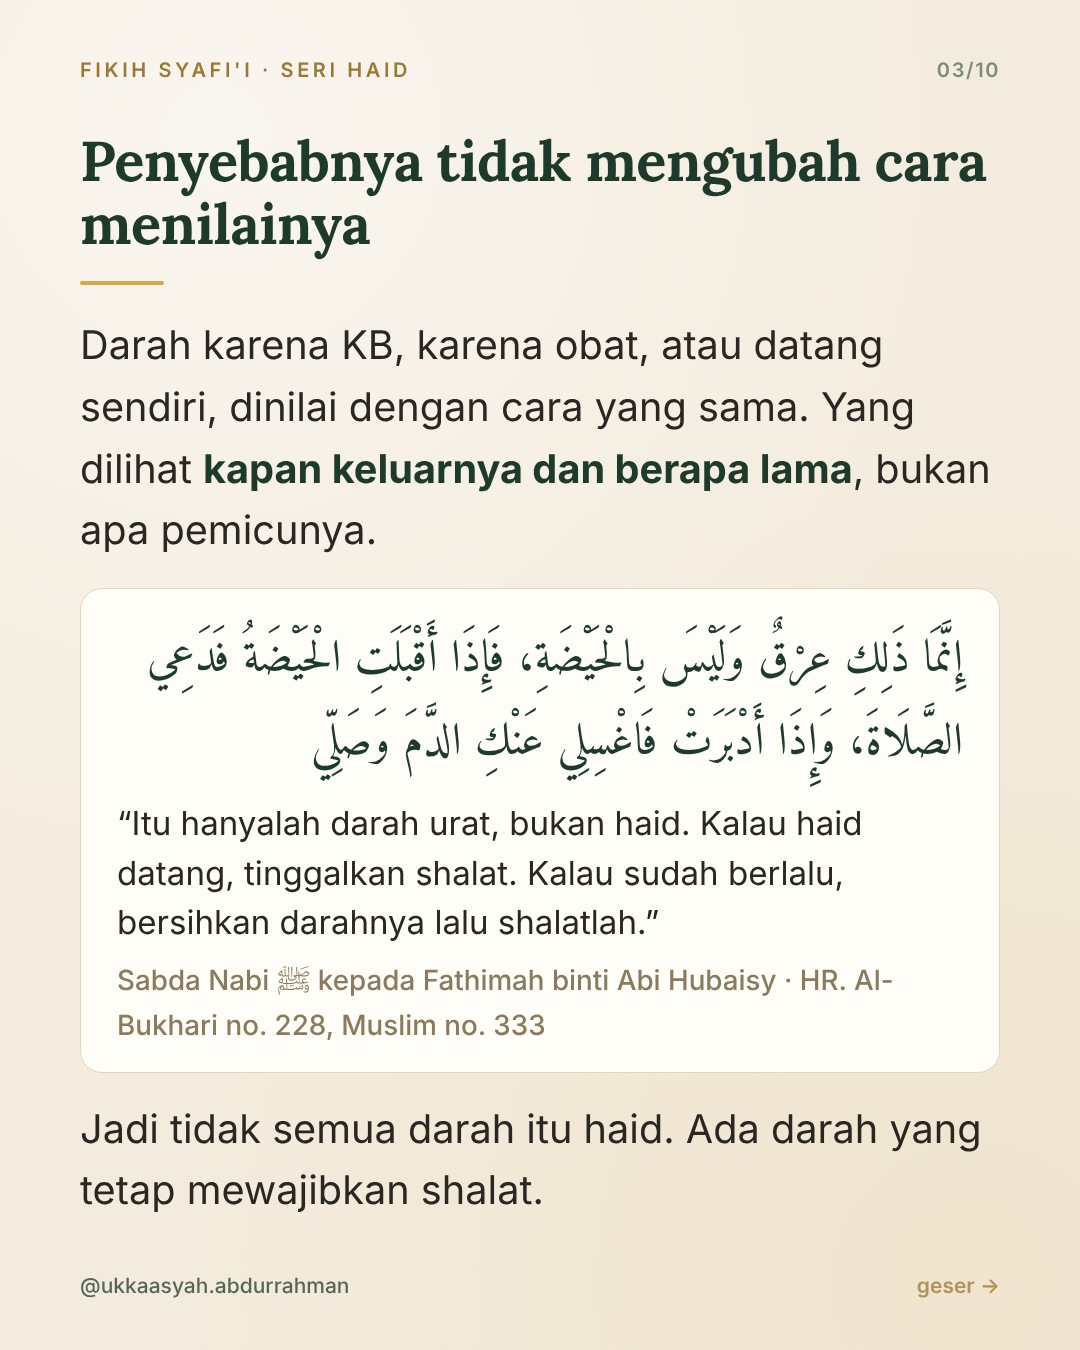 FIKIH SYAFI'I · SERI HAID
03/10
Penyebabnya tidak mengubah cara
menilainya
Darah karena KB, karena obat, atau datang
sendiri, dinilai dengan cara yang sama. Yang
dilihat kapan keluarnya dan berapa lama, bukan
apa pemicunya.
إِنَّمَا ذَلِكِ عِرْقٌ وَلَيْسَ بِالْحَيْضَةِ، فَإِذَا أَقْبَلَتِ الْحَيْضَةُ فَدَعِي
الصَّلَاةَ، وَإِذَا أَدْبَرَتْ فَاغْسِلِي عَنْكِ الدَّمَ وَصَلِّي
“Itu hanyalah darah urat, bukan haid. Kalau haid
datang, tinggalkan shalat. Kalau sudah berlalu,
bersihkan darahnya lalu shalatlah.”
Sabda Nabi ﷺ kepada Fathimah binti Abi Hubaisy · HR. Al-
Bukhari no. 228, Muslim no. 333
Jadi tidak semua darah itu haid. Ada darah yang
tetap mewajibkan shalat.
@ukkaasyah.abdurrahman
geser →